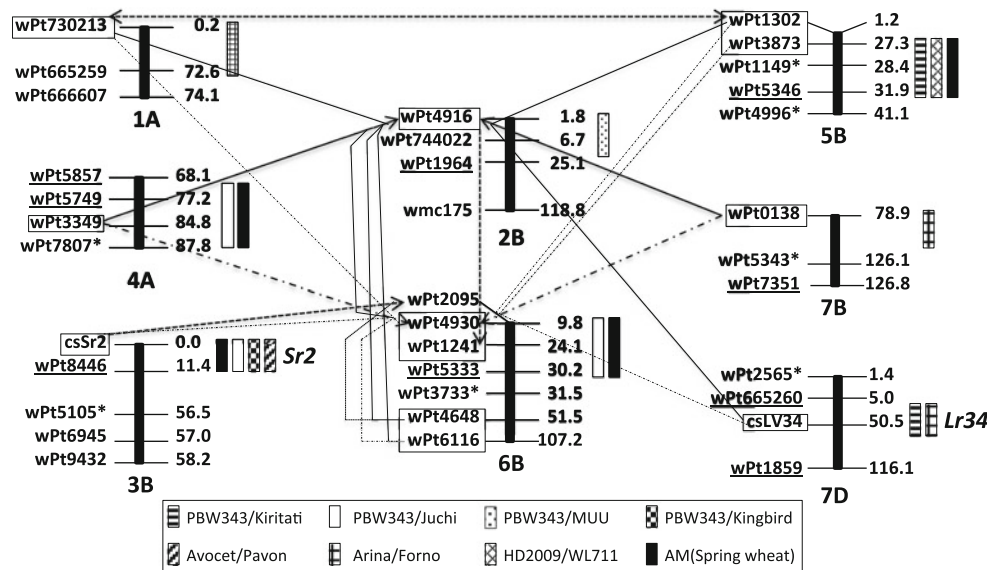 wPt730213 0.2
wPt665259 72.6
wPt666607 74.1
1A
wPt5857 68.1
wPt5749 77.2
wPt3349 84.8
wPt7807* 87.8
4A
csSr2 0.0
wPt8446 11.4
Sr2
wPt5105* 56.5
wPt6945 57.0
wPt9432 58.2
3B
wPt4916 1.8
wPt744022 6.7
wPt1964 25.1
wmc175 118.8
2B
wPt2095
wPt4930 9.8
wPt1241 24.1
wPt5333 30.2
wPt3733* 31.5
wPt4648 51.5
wPt6116 107.2
6B
wPt1302 1.2
wPt3873 27.3
wPt1149* 28.4
wPt5346 31.9
wPt4996* 41.1
5B
wPt0138 78.9
wPt5343* 126.1
wPt7351 126.8
7B
wPt2565* 1.4
wPt665260 5.0
csLV34 50.5
Lr34
wPt1859 116.1
7D
PBW343/Kiritati PBW343/Juchi PBW343/MUU PBW343/Kingbird
Avocet/Pavon Arina/Forno HD2009/WL711 AM(Spring wheat)